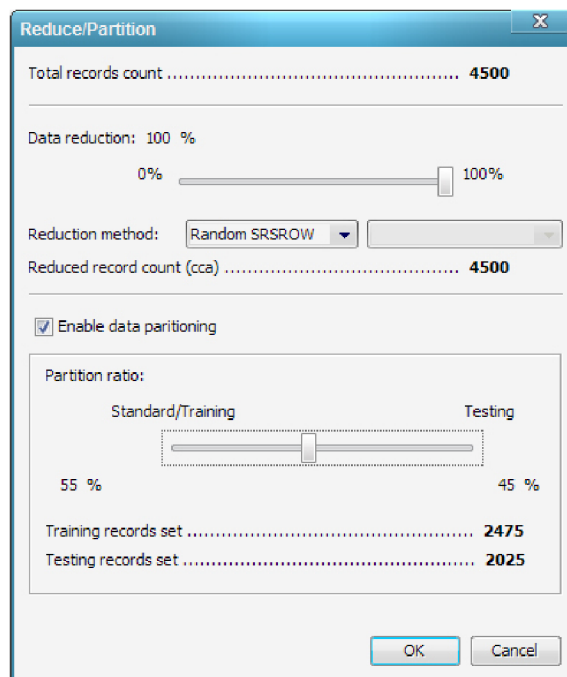 Reduce/Partition
Total records count ................................................ 4500
Data reduction: 100 %
0% 100%
Reduction method: Random SRSROW
Reduced record count (cca) ....................................... 4500
Enable data paritioning
Partition ratio:
Standard/Training Testing
55 % 45 %
Training records set ............................................... 2475
Testing records set ................................................ 2025
OK Cancel